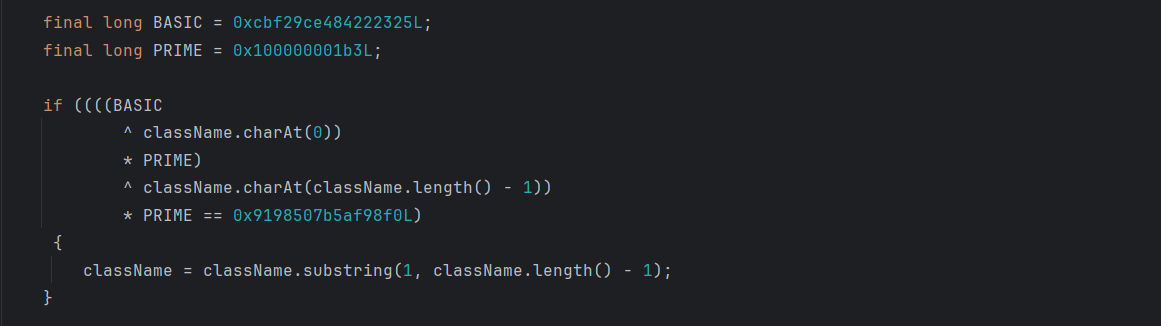 final long BASIC = 0xcbf29ce484222325L;
final long PRIME = 0x100000001b3L;
if ((((BASIC
^ className.charAt(0))
* PRIME)
^ className.charAt(className.length() - 1))
* PRIME == 0x9198507b5af98f0L)
{
className = className.substring(1, className.length() - 1);
}